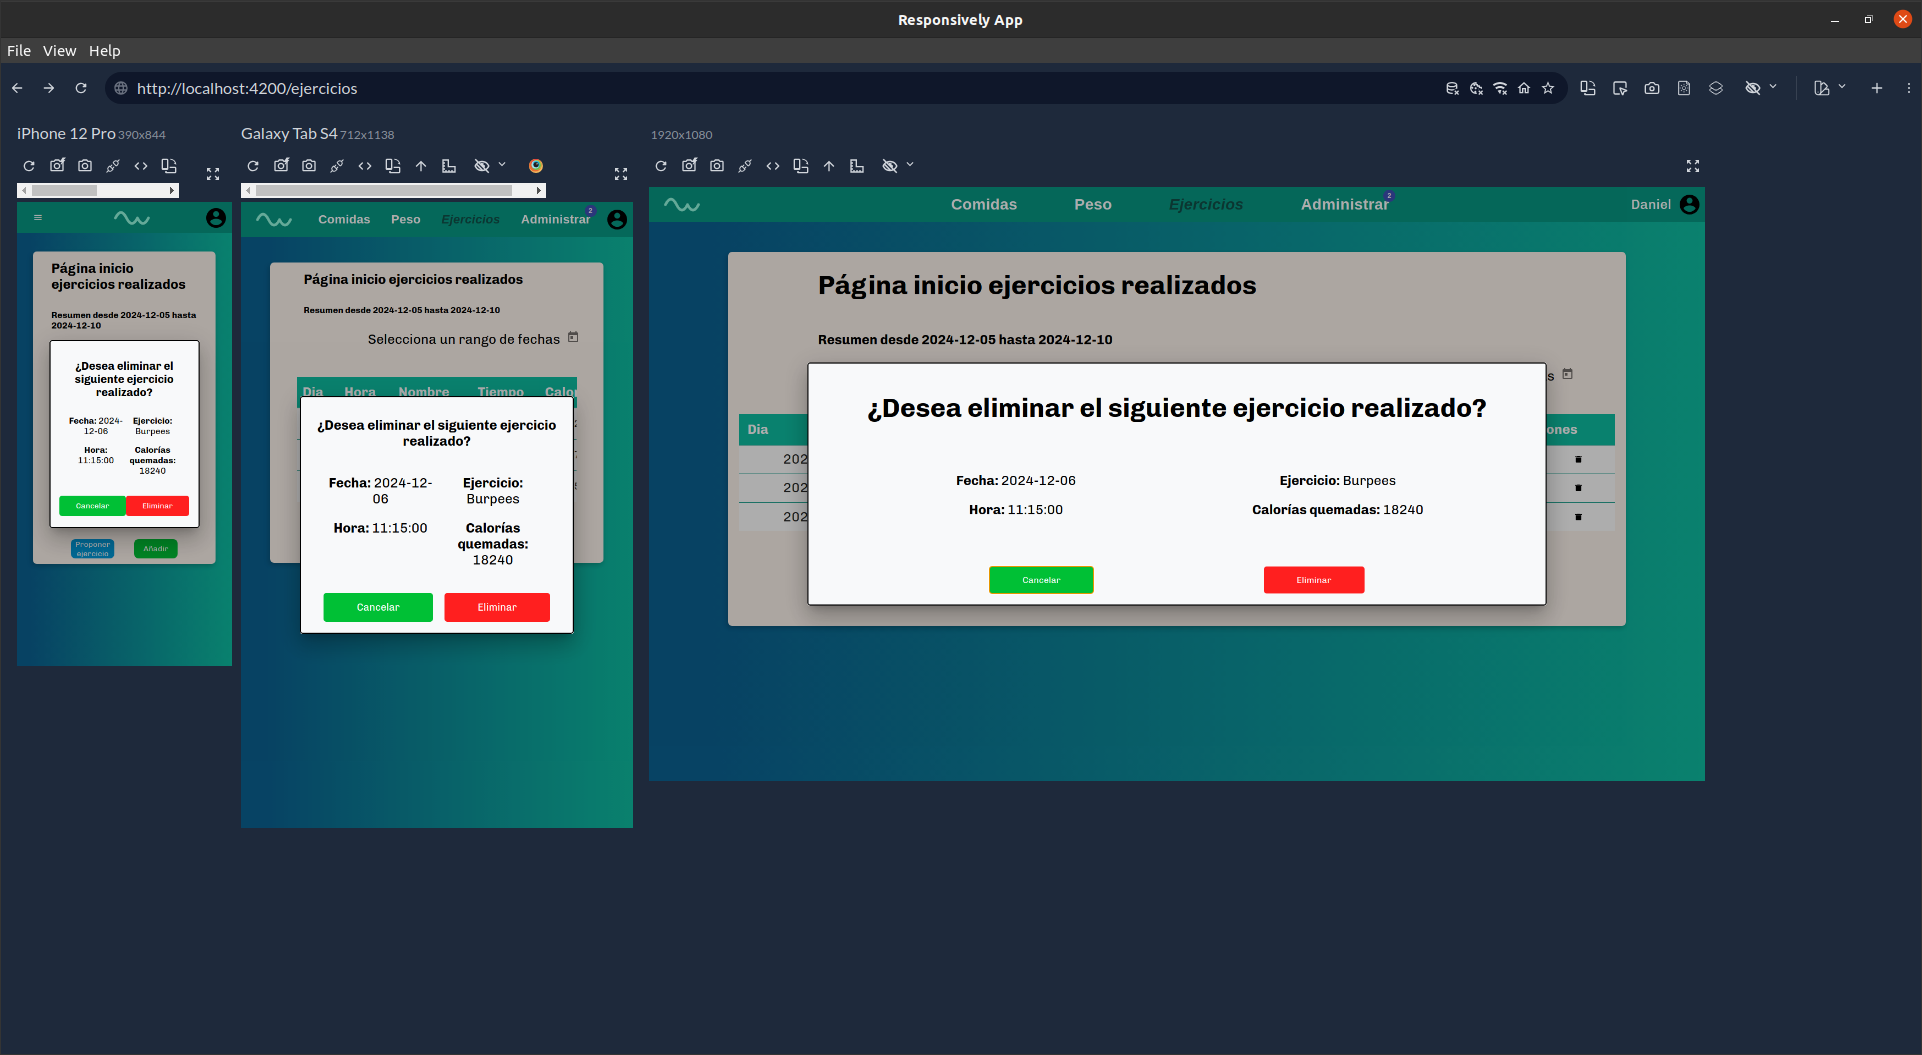 Responsively App
File View Help
http://localhost:4200/ejercicios
iPhone 12 Pro 390x844
Página inicio
ejercicios realizados
Resumen desde 2024-12-05 hasta
2024-12-10
¿Desea eliminar el
siguiente ejercicio
realizado?
Fecha: 2024-
12-06
Ejercicio:
Burpees
Hora:
11:15:00
Calorías
quemadas:
18240
Cancelar
Eliminar
Proponer
ejercicio
Añadir
Galaxy Tab S4 712x1138
Comidas Peso Ejercicios Administrar 2
Página inicio ejercicios realizados
Resumen desde 2024-12-05 hasta 2024-12-10
Selecciona un rango de fechas
Dia Hora Nombre Tiempo Calor
¿Desea eliminar el siguiente ejercicio
realizado?
Fecha: 2024-12-
06
Ejercicio:
Burpees
Hora: 11:15:00
Calorías
quemadas:
18240
Cancelar
Eliminar
1920x1080
Comidas Peso Ejercicios Administrar 2 Daniel
Página inicio ejercicios realizados
Resumen desde 2024-12-05 hasta 2024-12-10
s
Dia
ones
202
202
202
¿Desea eliminar el siguiente ejercicio realizado?
Fecha: 2024-12-06
Ejercicio: Burpees
Hora: 11:15:00
Calorías quemadas: 18240
Cancelar
Eliminar